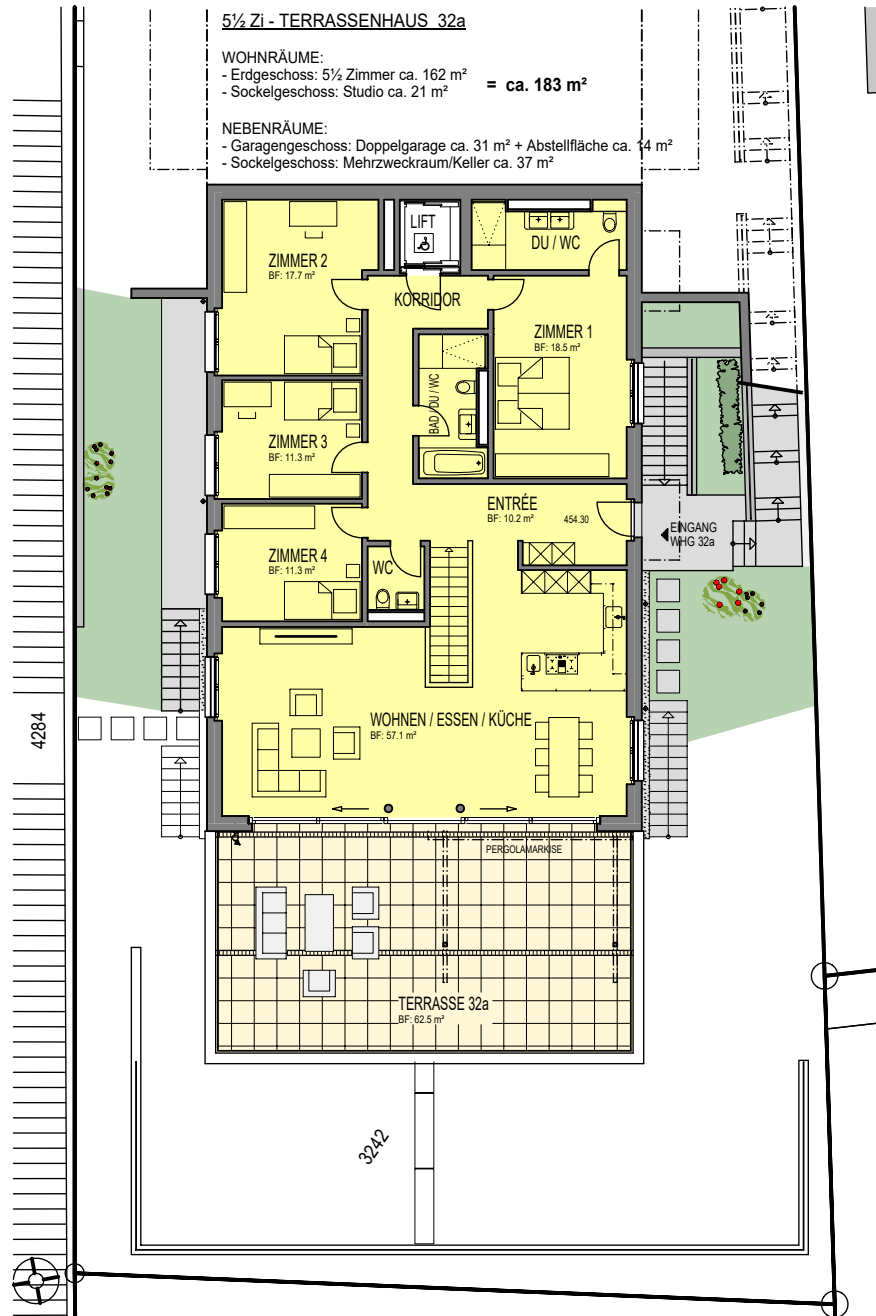 5½ Zi - TERRASSENHAUS 32a
WOHNRÄUME:
- Erdgeschoss: 5½ Zimmer ca. 162 m²
- Sockelgeschoss: Studio ca. 21 m²
= ca. 183 m²
NEBENRÄUME:
- Garagengeschoss: Doppelgarage ca. 31 m² + Abstellfläche ca. 14 m²
- Sockelgeschoss: Mehrzweckraum/Keller ca. 37 m²
LIFT
DU / WC
ZIMMER 2
BF: 17.7 m²
KORRIDOR
ZIMMER 1
BF: 18.5 m²
BAD / DU / WC
ZIMMER 3
BF: 11.3 m²
ENTRÉE
BF: 10.2 m²
454.30
EINGANG
WHG 32a
ZIMMER 4
BF: 11.3 m²
WC
WOHNEN / ESSEN / KÜCHE
BF: 57.1 m²
4284
PERGOLAMARKISE
TERRASSE 32a
BF: 62.5 m²
3242